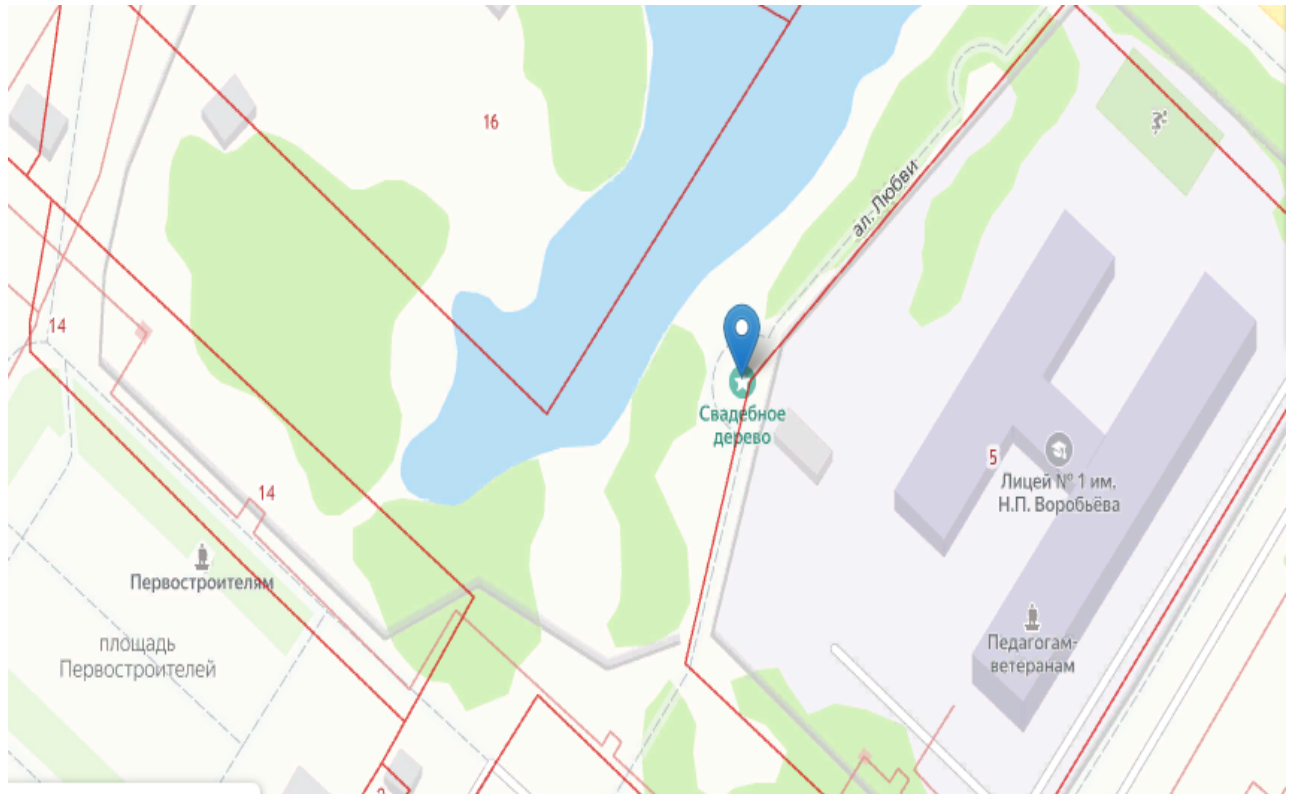 16
ал. Любви
14
Свадебное
дерево
5
Лицей № 1 им.
Н.П. Воробьёва
14
Первостроителям
Педагогам-
ветеранам
площадь
Первостроителей